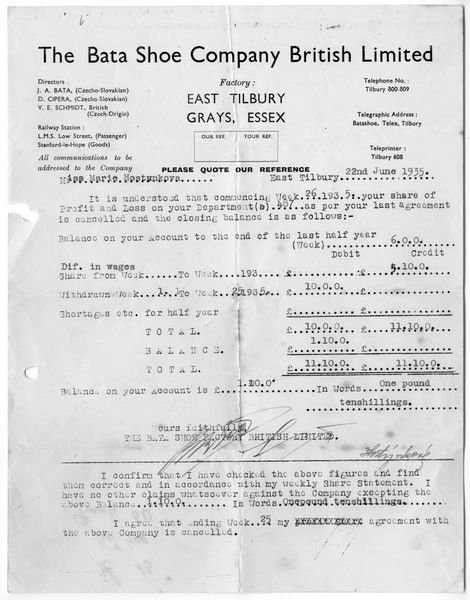 The Bata Shoe Company British Limited
Directors :
J. A. BATA, (Czecho-Slovakian)
D. CIPERA, (Czecho-Slovakian)
V. E. SCHMIDT, British
(Czech-Origin)
Railway Station :
L.M.S. Low Street, (Passenger)
Stanford-le-Hope (Goods)
All communications to be
addressed to the Company
Factory :
EAST TILBURY
GRAYS, ESSEX
OUR REF. YOUR REF.
PLEASE QUOTE OUR REFERENCE
Telephone No. :
Tilbury 800-809
Telegraphic Address :
Batashoe, Telex, Tilbury
Teleprinter :
Tilbury 608
Miss Marie Hostynkova. East Tilbury. 22nd June 1935.
It is understood that commencing Week 26 193.5. your share of
Profit and Loss on your Department(s) 557 as per your last agreement
is cancelled and the closing balance is as follows:-
Balance on your Account to the end of the last half year
(Week) 6.0.0.
Debit Credit
Dif. in wages
Share from Week To Week 193 £ £ 5.10.0.
Withdrawn Week 1. To Week 25 1935. £ 10.0.0. £
Shortages etc. for half year £ £
TOTAL. £ 10.0.0. £ 11.10.0.
BALANCE. £ 1.10.0. £
TOTAL. £ 11.10.0. £ 11.10.0.
Balance on your Account is £ 1.10.0. In Words. One pound
tenshillings.
Yours faithfully,
THE BATA SHOE FACTORY BRITISH LIMITED.
I confirm that I have checked the above figures and find
them correct and in accordance with my weekly Share Statement. I
have no other claims whatsoever against the Company excepting the
above Balance 1.10.0. In Words. Onepound tenshillings.
I agree that ending Week 25 my agreement with
the above Company is cancelled.